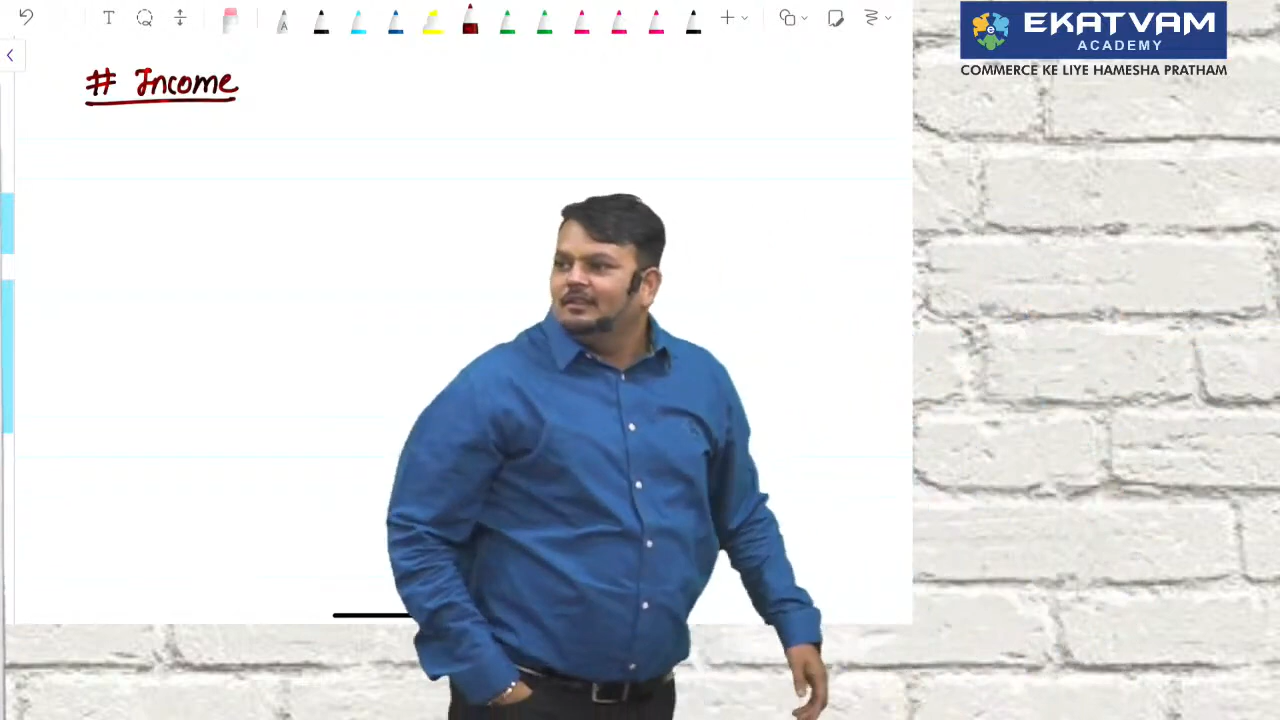 T
A
EKATVAM
ACADEMY
COMMERCE KE LIYE HAMESHA PRATHAM
# Income